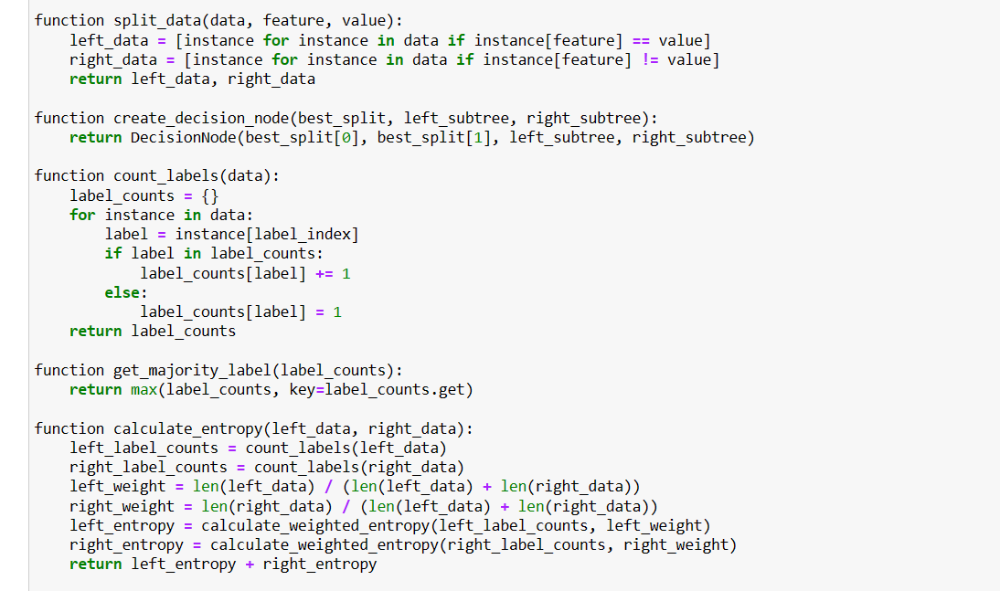 function split_data(data, feature, value):
    left_data = [instance for instance in data if instance[feature] == value]
    right_data = [instance for instance in data if instance[feature] != value]
    return left_data, right_data

function create_decision_node(best_split, left_subtree, right_subtree):
    return DecisionNode(best_split[0], best_split[1], left_subtree, right_subtree)

function count_labels(data):
    label_counts = {}
    for instance in data:
        label = instance[label_index]
        if label in label_counts:
            label_counts[label] += 1
        else:
            label_counts[label] = 1
    return label_counts

function get_majority_label(label_counts):
    return max(label_counts, key=label_counts.get)

function calculate_entropy(left_data, right_data):
    left_label_counts = count_labels(left_data)
    right_label_counts = count_labels(right_data)
    left_weight = len(left_data) / (len(left_data) + len(right_data))
    right_weight = len(right_data) / (len(left_data) + len(right_data))
    left_entropy = calculate_weighted_entropy(left_label_counts, left_weight)
    right_entropy = calculate_weighted_entropy(right_label_counts, right_weight)
    return left_entropy + right_entropy